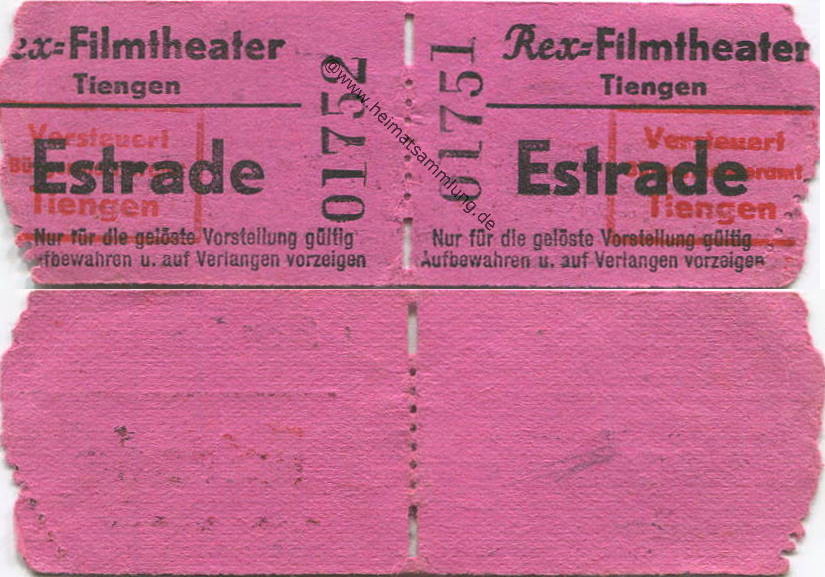 ex=Filmtheater
Tiengen
Versteuert
Estrade
Tiengen
Nur für die gelöste Vorstellung gültig
ufbewahren u. auf Verlangen vorzeigen
01752
@www.heimatsammlung.de
01751
Rex=Filmtheater
Tiengen
Versteuert
Estrade
Tiengen
Nur für die gelöste Vorstellung gültig
Aufbewahren u. auf Verlangen vorzeigen